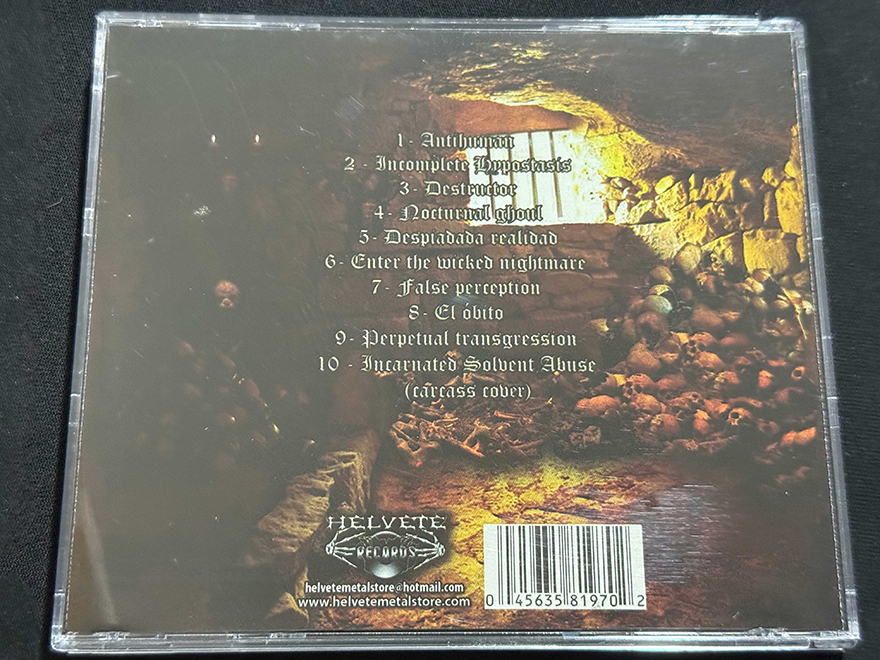 1- Antihuman
2- Incomplete Hypostasis
3- Destructor
4- Nocturnal ghoul
5- Despiadada realidad
6- Enter the wicked nightmare
7- False perception
8- El óbito
9- Perpetual transgression
10 - Incarnated Solvent Abuse
(carcass cover)
HELVETE
RECORDS
helvetemetalstore@hotmail.com
www.helvetemetalstore.com
0 45635 81970 2